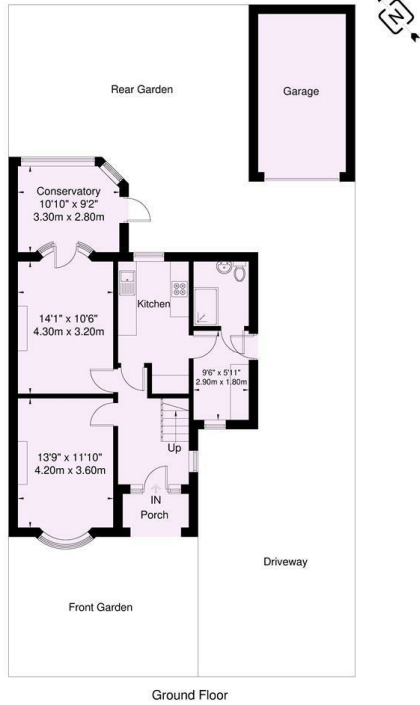 N
Rear Garden
Garage
Conservatory
10'10" x 9'2"
3.30m x 2.80m
Kitchen
14'1" x 10'6"
4.30m x 3.20m
9'6" x 5'11"
2.90m x 1.80m
13'9" x 11'10"
4.20m x 3.60m
Up
IN
Porch
Driveway
Front Garden
Ground Floor